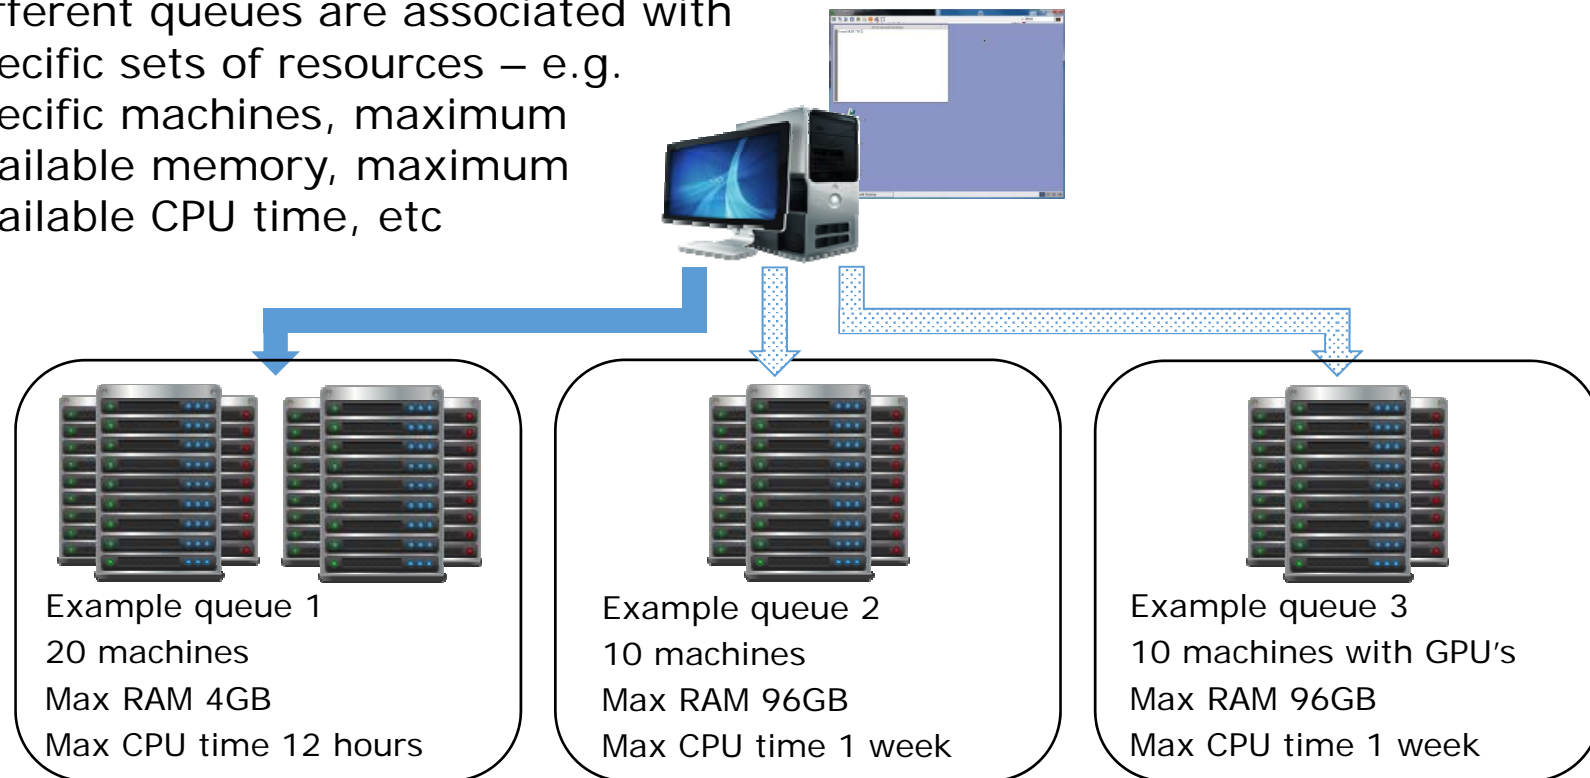 fferent queues are associated with
ecific sets of resources – e.g.
ecific machines, maximum
ailable memory, maximum
ailable CPU time, etc
Example queue 1
20 machines
Max RAM 4GB
Max CPU time 12 hours
Example queue 2
10 machines
Max RAM 96GB
Max CPU time 1 week
Example queue 3
10 machines with GPU's
Max RAM 96GB
Max CPU time 1 week